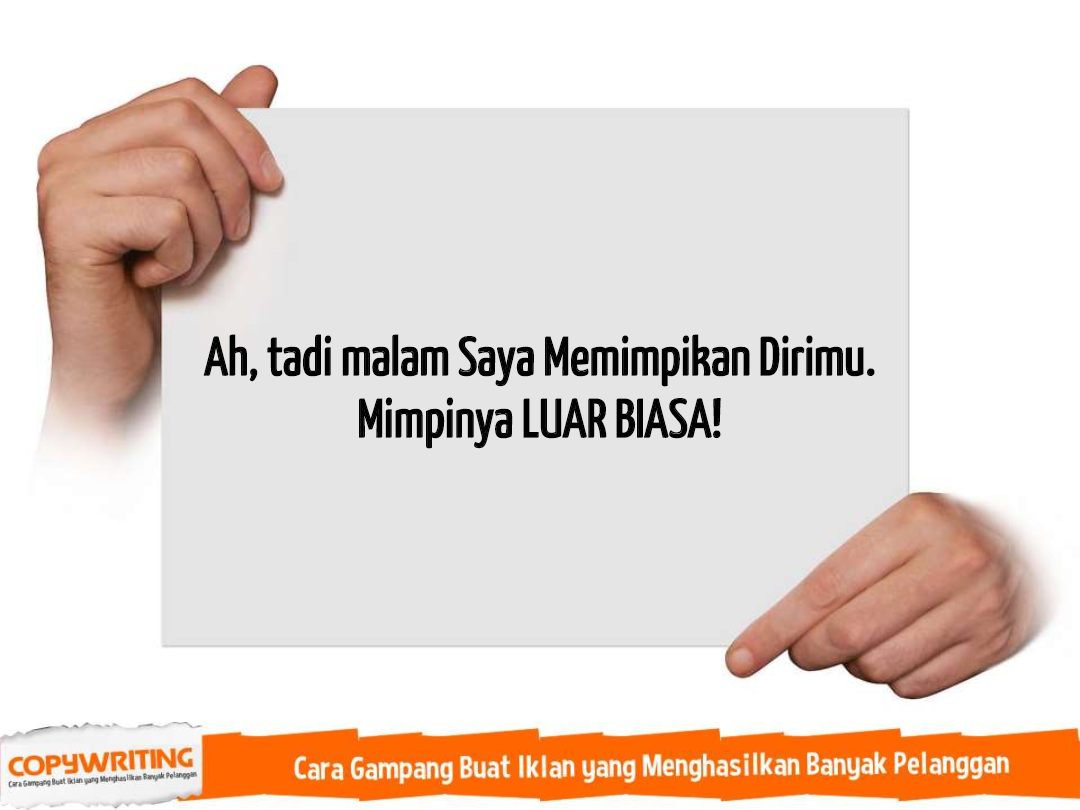 Ah, tadi malam Saya Memimpikan Dirimu.
Mimpinya LUAR BIASA!
COPYWRITING
Cara Gampang Buat Iklan yang Menghasilkan Banyak Pelanggan
Cara Gampang Buat Iklan yang Menghasilkan Banyak Pelanggan